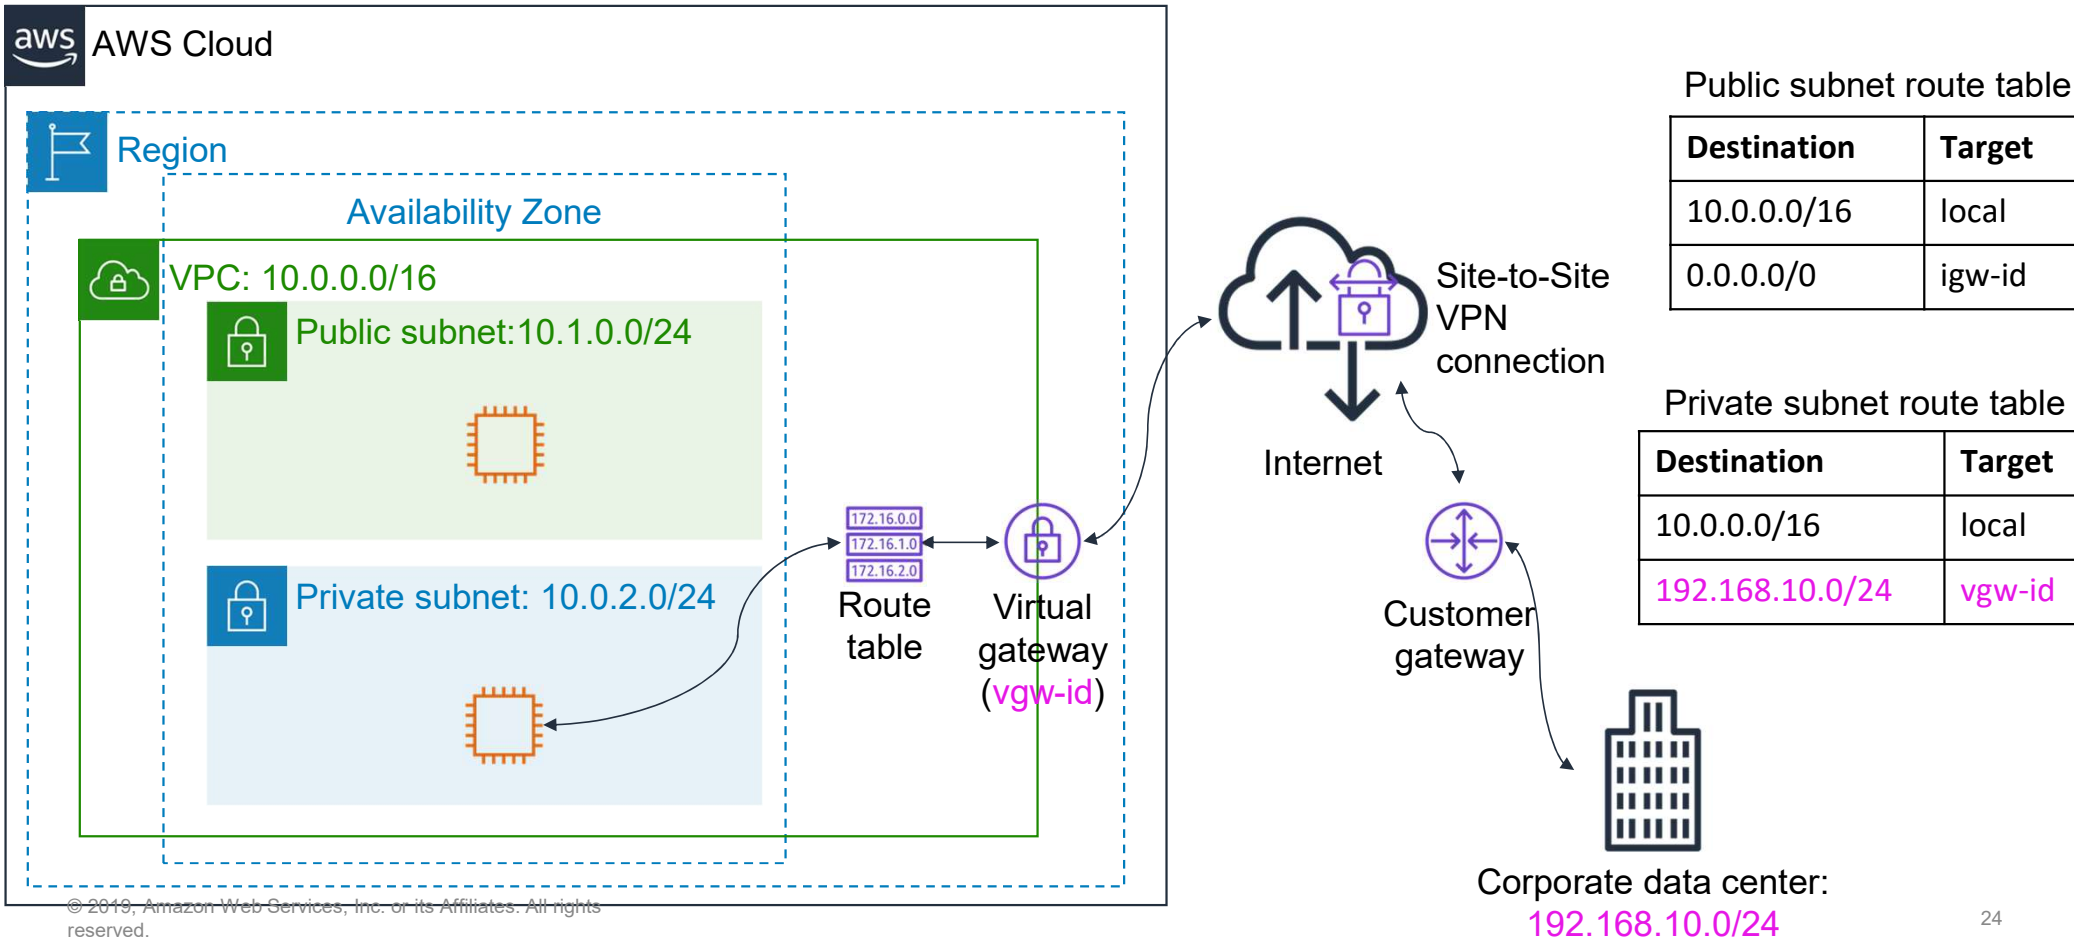 aws
AWS Cloud
Region
Availability Zone
VPC: 10.0.0.0/16
Public subnet:10.1.0.0/24
Private subnet: 10.0.2.0/24
172.16.0.0
172.16.1.0
172.16.2.0
Route
table
Virtual
gateway
(vgw-id)
Site-to-Site
VPN
connection
Internet
Customer
gateway
Corporate data center:
192.168.10.0/24
Public subnet route table
Destination Target
10.0.0.0/16 local
0.0.0.0/0 igw-id
Private subnet route table
Destination Target
10.0.0.0/16 local
192.168.10.0/24 vgw-id
© 2019, Amazon Web Services, Inc. or its Affiliates. All rights
reserved.
24